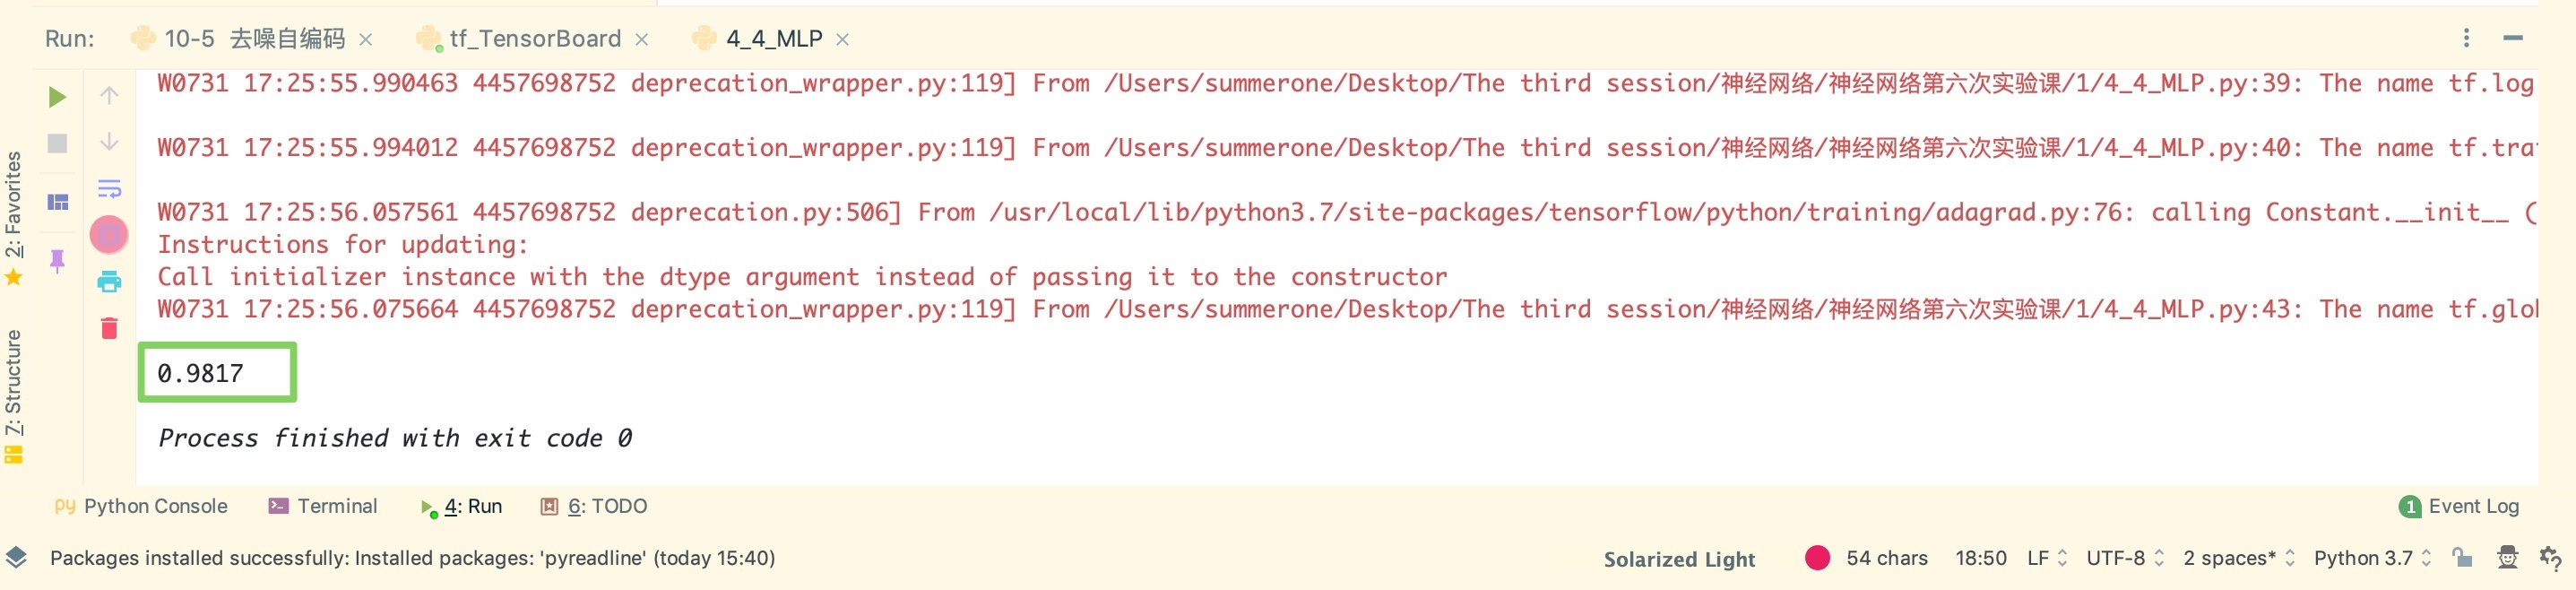 Run: 10-5 去噪自编码 × tf_TensorBoard × 4_4_MLP ×
W0731 17:25:55.990463 4457698752 deprecation_wrapper.py:119] From /Users/summerone/Desktop/The third session/神经网络/神经网络第六次实验课/1/4_4_MLP.py:39: The name tf.log
W0731 17:25:55.994012 4457698752 deprecation_wrapper.py:119] From /Users/summerone/Desktop/The third session/神经网络/神经网络第六次实验课/1/4_4_MLP.py:40: The name tf.tra
W0731 17:25:56.057561 4457698752 deprecation.py:506] From /usr/local/lib/python3.7/site-packages/tensorflow/python/training/adagrad.py:76: calling Constant.__init__ (
Instructions for updating:
Call initializer instance with the dtype argument instead of passing it to the constructor
W0731 17:25:56.075664 4457698752 deprecation_wrapper.py:119] From /Users/summerone/Desktop/The third session/神经网络/神经网络第六次实验课/1/4_4_MLP.py:43: The name tf.glo
0.9817
Process finished with exit code 0
2: Favorites
7: Structure
Python Console Terminal 4: Run 6: TODO 1 Event Log
Packages installed successfully: Installed packages: 'pyreadline' (today 15:40) Solarized Light 54 chars 18:50 LF UTF-8 2 spaces* Python 3.7